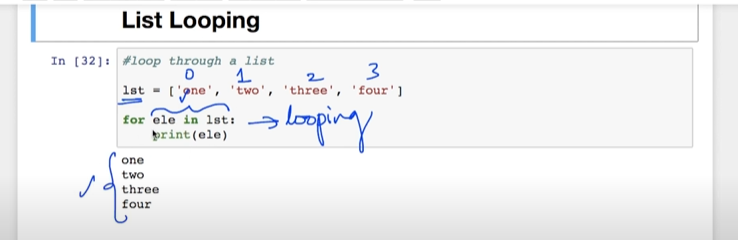 List Looping
In [32]: #loop through a list
0 1 2 3
lst = ['one', 'two', 'three', 'four']
for ele in lst: → looping
print(ele)
one
two
three
four